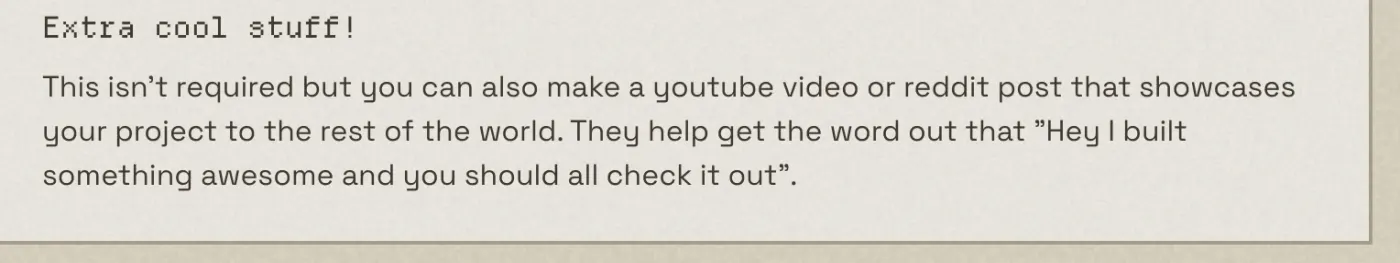 Extra cool stuff!
This isn’t required but you can also make a youtube video or reddit post that showcases
your project to the rest of the world. They help get the word out that ”Hey I built
something awesome and you should all check it out”.